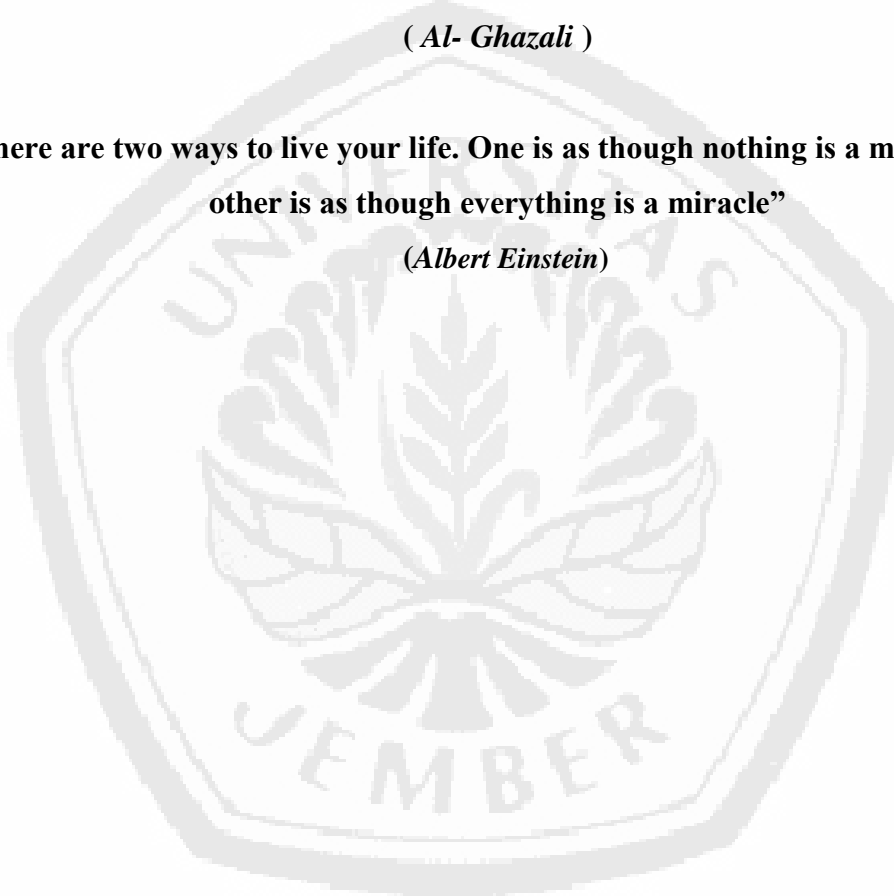 ( Al- Ghazali )
here are two ways to live your life. One is as though nothing is a m
other is as though everything is a miracle”
(Albert Einstein)
UNIVERSITAS
JEMBER